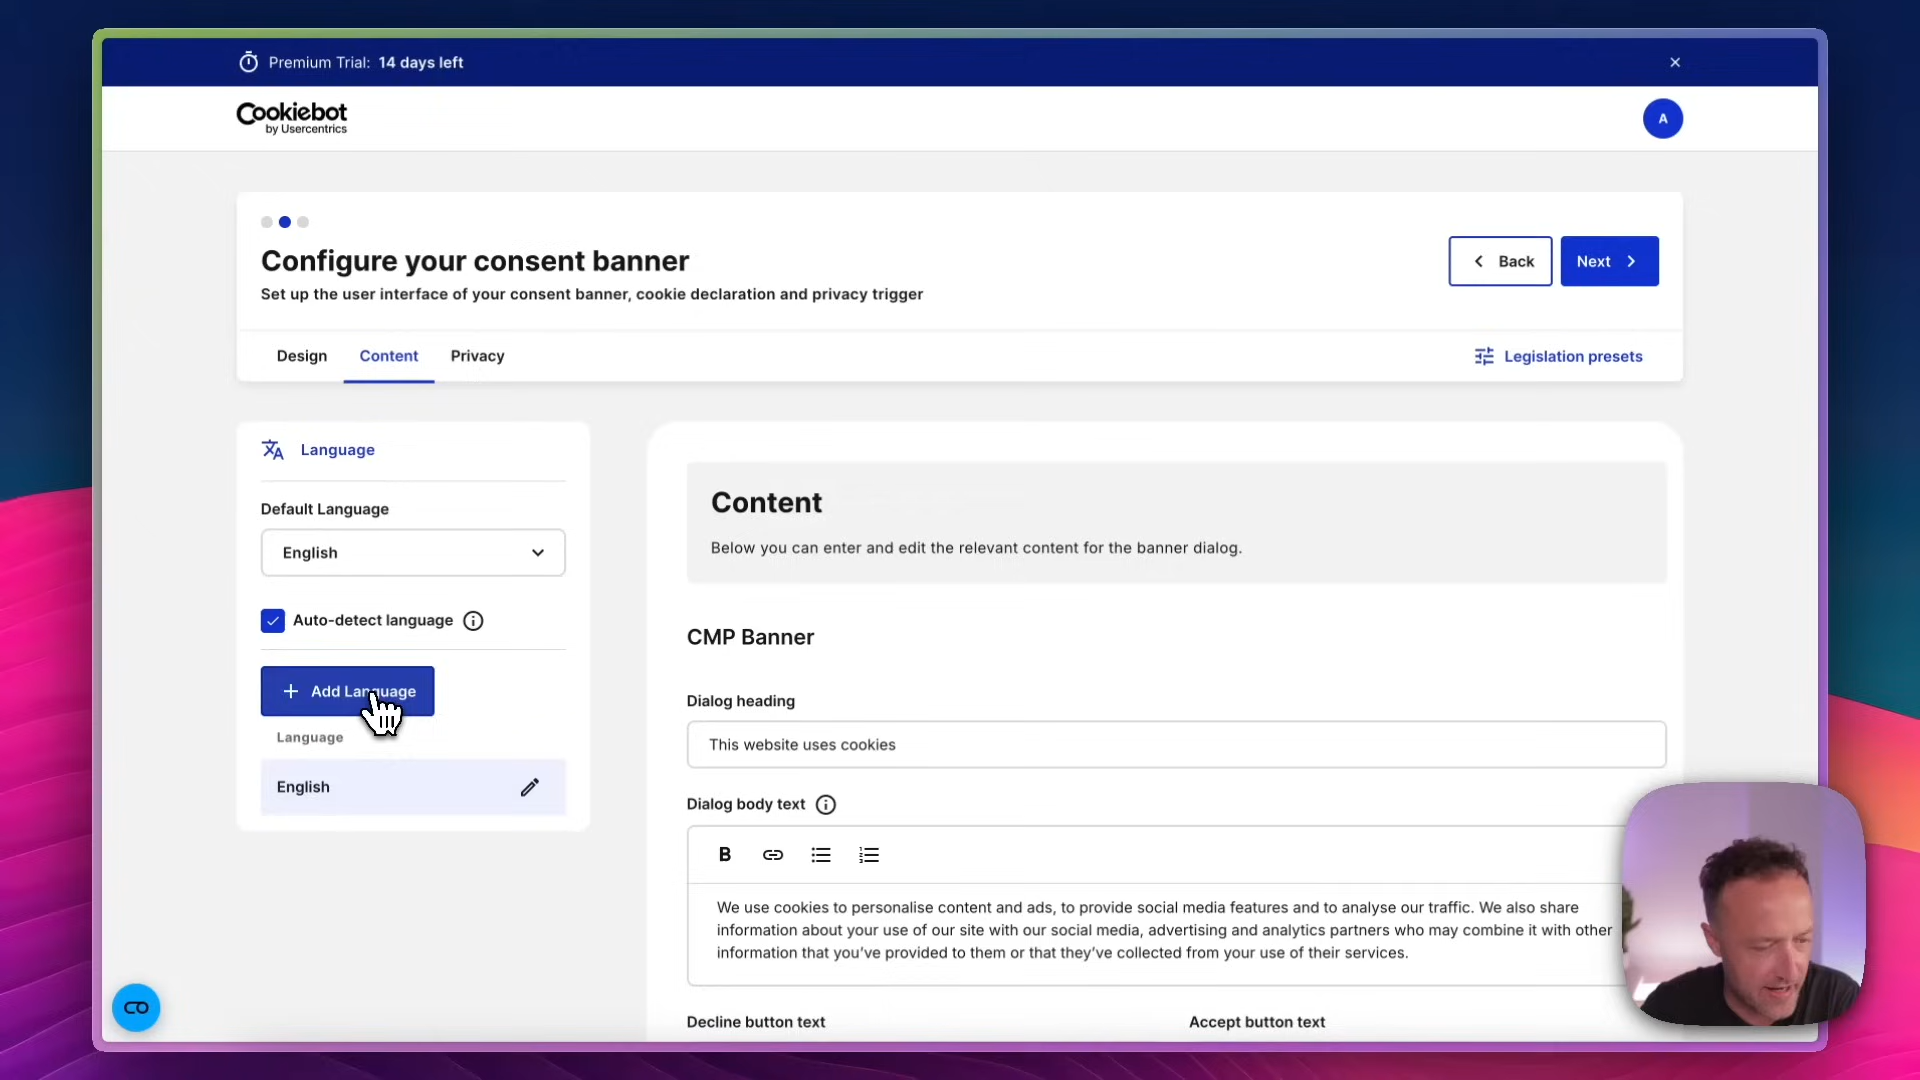 Premium Trial: 14 days left
Cookiebot
by Usercentrics
A
Configure your consent banner
Set up the user interface of your consent banner, cookie declaration and privacy trigger
Back
Next
Design
Content
Privacy
Legislation presets
Language
Default Language
English
Auto-detect language
+ Add Language
Language
English
Content
Below you can enter and edit the relevant content for the banner dialog.
CMP Banner
Dialog heading
This website uses cookies
Dialog body text
B
We use cookies to personalise content and ads, to provide social media features and to analyse our traffic. We also share
information about your use of our site with our social media, advertising and analytics partners who may combine it with other
information that you’ve provided to them or that they’ve collected from your use of their services.
Decline button text
Accept button text